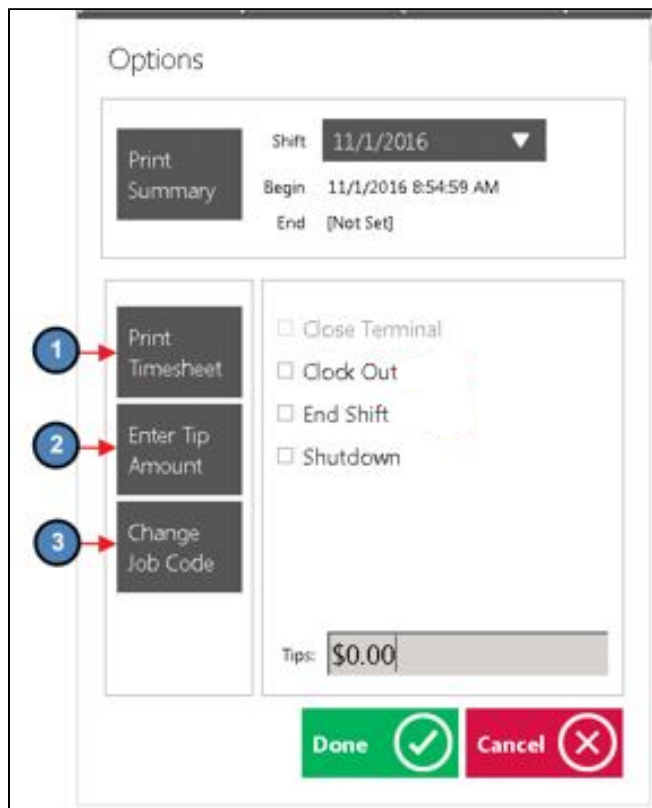 Options
Print
Summary
Shift 11/1/2016
Begin 11/1/2016 8:54:59 AM
End [Not Set]
1
Print
Timesheet
2
Enter Tip
Amount
3
Change
Job Code
Close Terminal
Clock Out
End Shift
Shutdown
Tips: $0.00
Done
Cancel